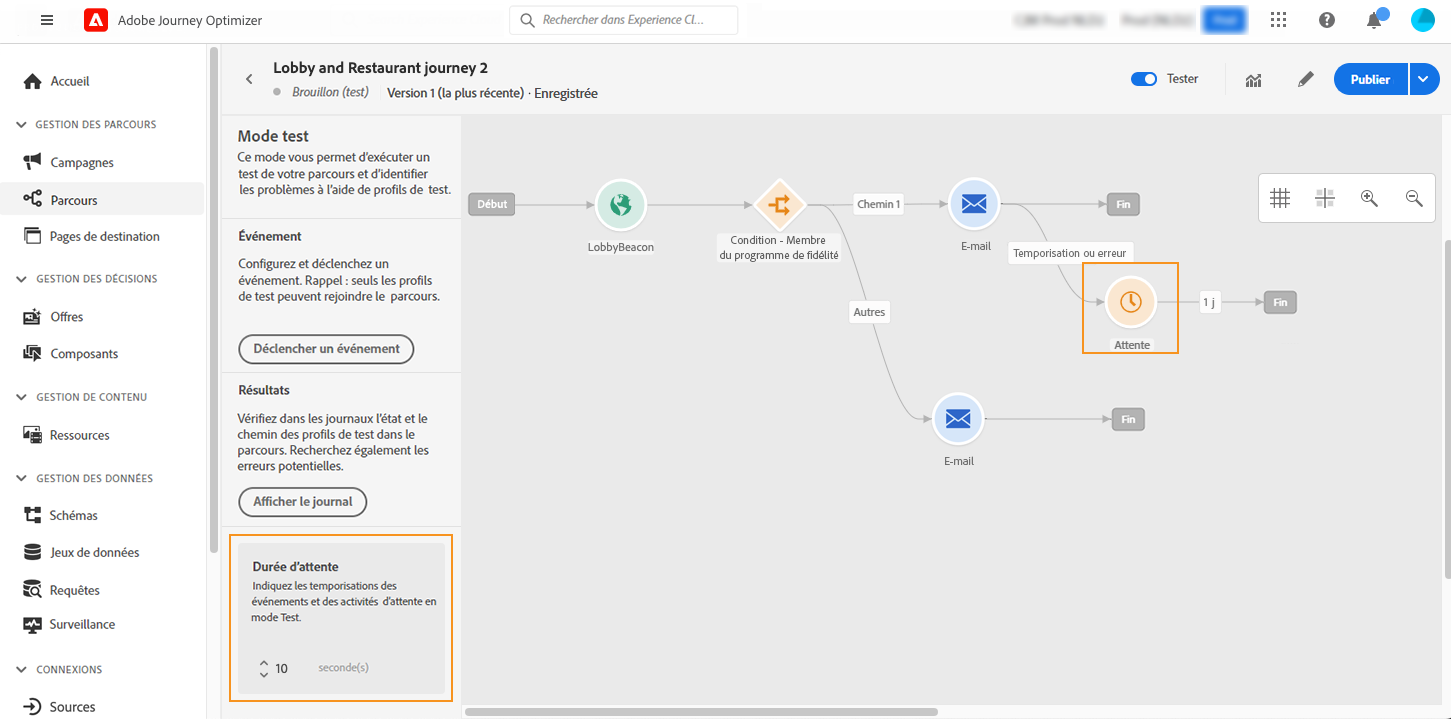 Adobe Journey Optimizer
Rechercher dans Experience Cl...
Accueil
GESTION DES PARCOURS
Campagnes
Parcours
Pages de destination
GESTION DES DÉCISIONS
Offres
Composants
GESTION DE CONTENU
Ressources
GESTION DES DONNÉES
Schémas
Jeux de données
Requêtes
Surveillance
CONNEXIONS
Sources
Lobby and Restaurant journey 2
Brouillon (test) Version 1 (la plus récente) · Enregistrée
Tester
Publier
Mode test
Ce mode vous permet d'exécuter un
test de votre parcours et d'identifier
les problèmes à l'aide de profils de test.
Événement
Configurez et déclenchez un
événement. Rappel : seuls les profils
de test peuvent rejoindre le parcours.
Déclencher un événement
Résultats
Vérifiez dans les journaux l'état et le
chemin des profils de test dans le
parcours. Recherchez également les
erreurs potentielles.
Afficher le journal
Durée d'attente
Indiquez les temporisations des
événements et des activités d'attente en
mode Test.
10 seconde(s)
Début
LobbyBeacon
Condition - Membre
du programme de fidélité
Chemin 1
E-mail
Fin
Temporisation ou erreur
Attente
1 j
Fin
Autres
E-mail
Fin